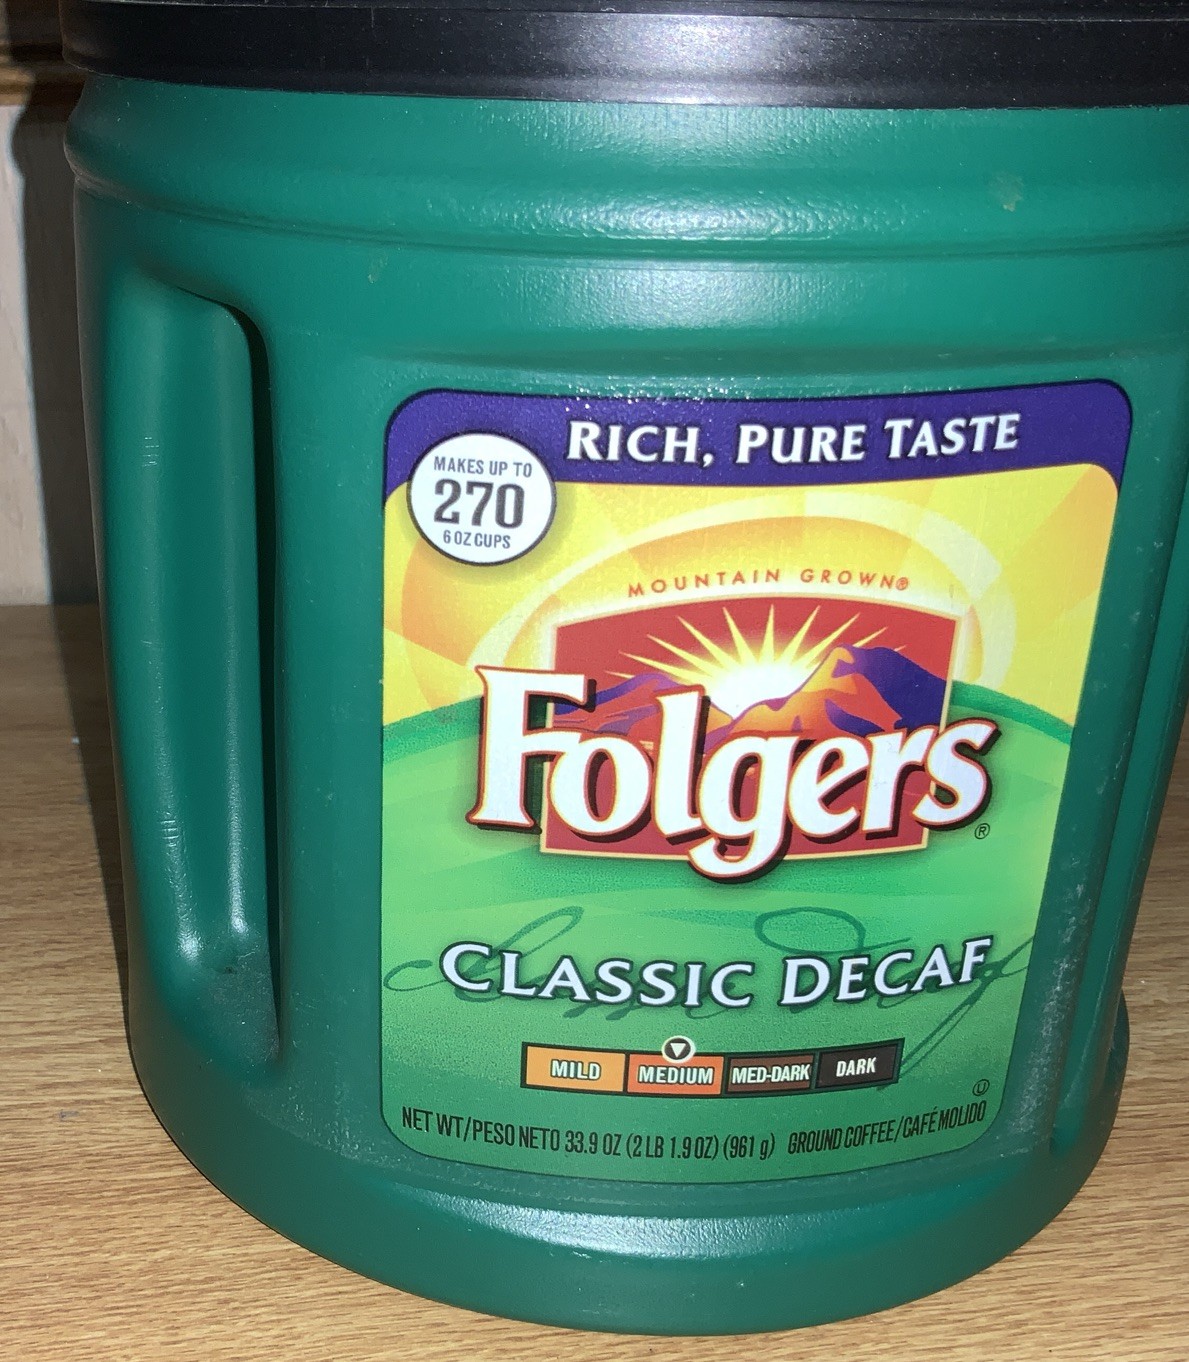 RICH, PURE TASTE
MAKES UP TO
270
6 OZ CUPS
MOUNTAIN GROWN®
Folgers®
CLASSIC DECAF
MILD MEDIUM MED-DARK DARK
U
NET WT/PESO NETO 33.9 OZ (2 LB 1.9 OZ) (961 g) GROUND COFFEE/CAFÉ MOLIDO